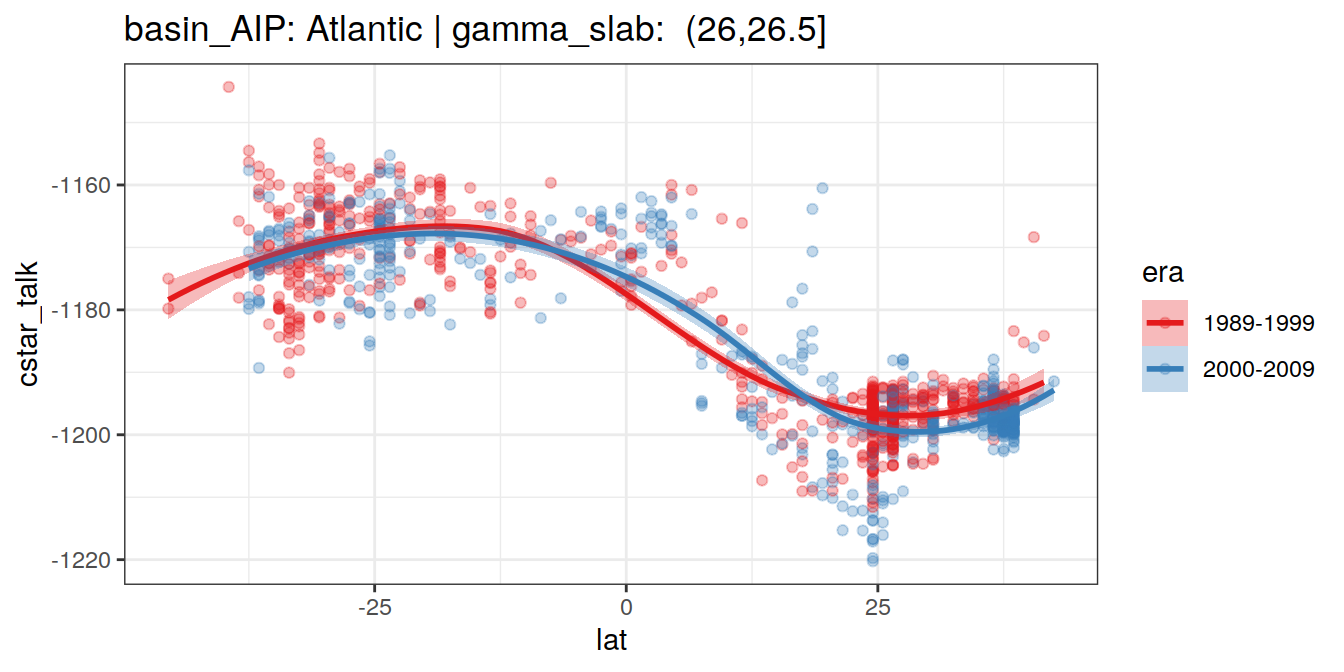 basin_AIP: Atlantic | gamma_slab:  (26,26.5]
cstar_talk
-1160
-1180
-1200
-1220
-25
0
25
lat
era
1989-1999
2000-2009